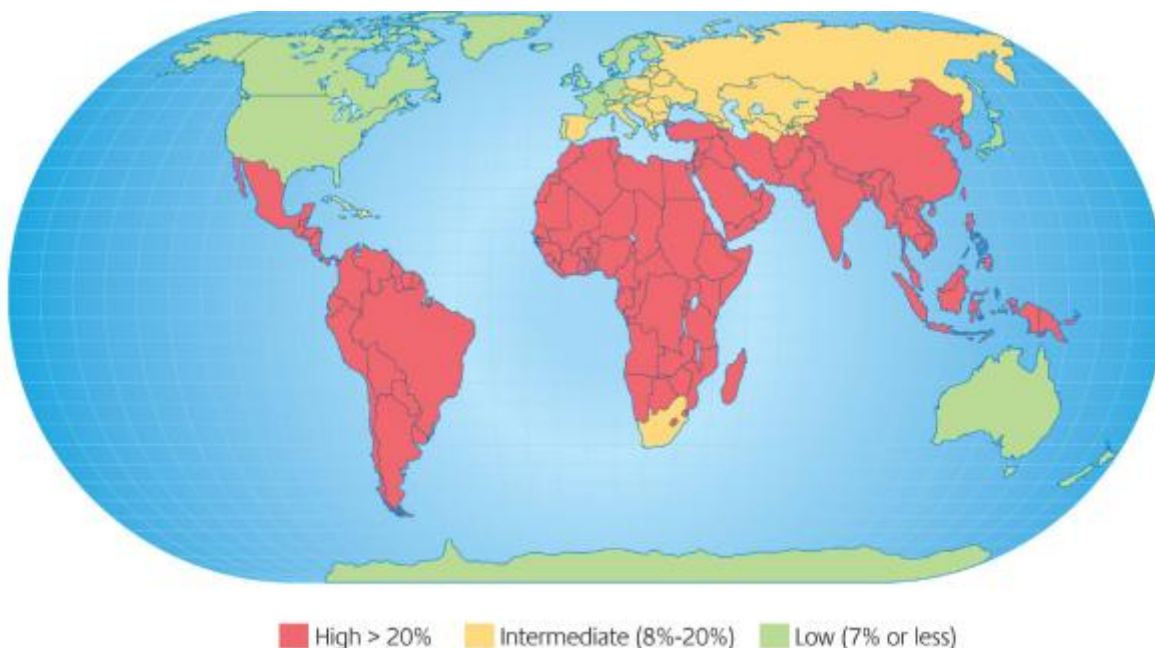 High > 20% Intermediate (8%-20%) Low (7% or less)